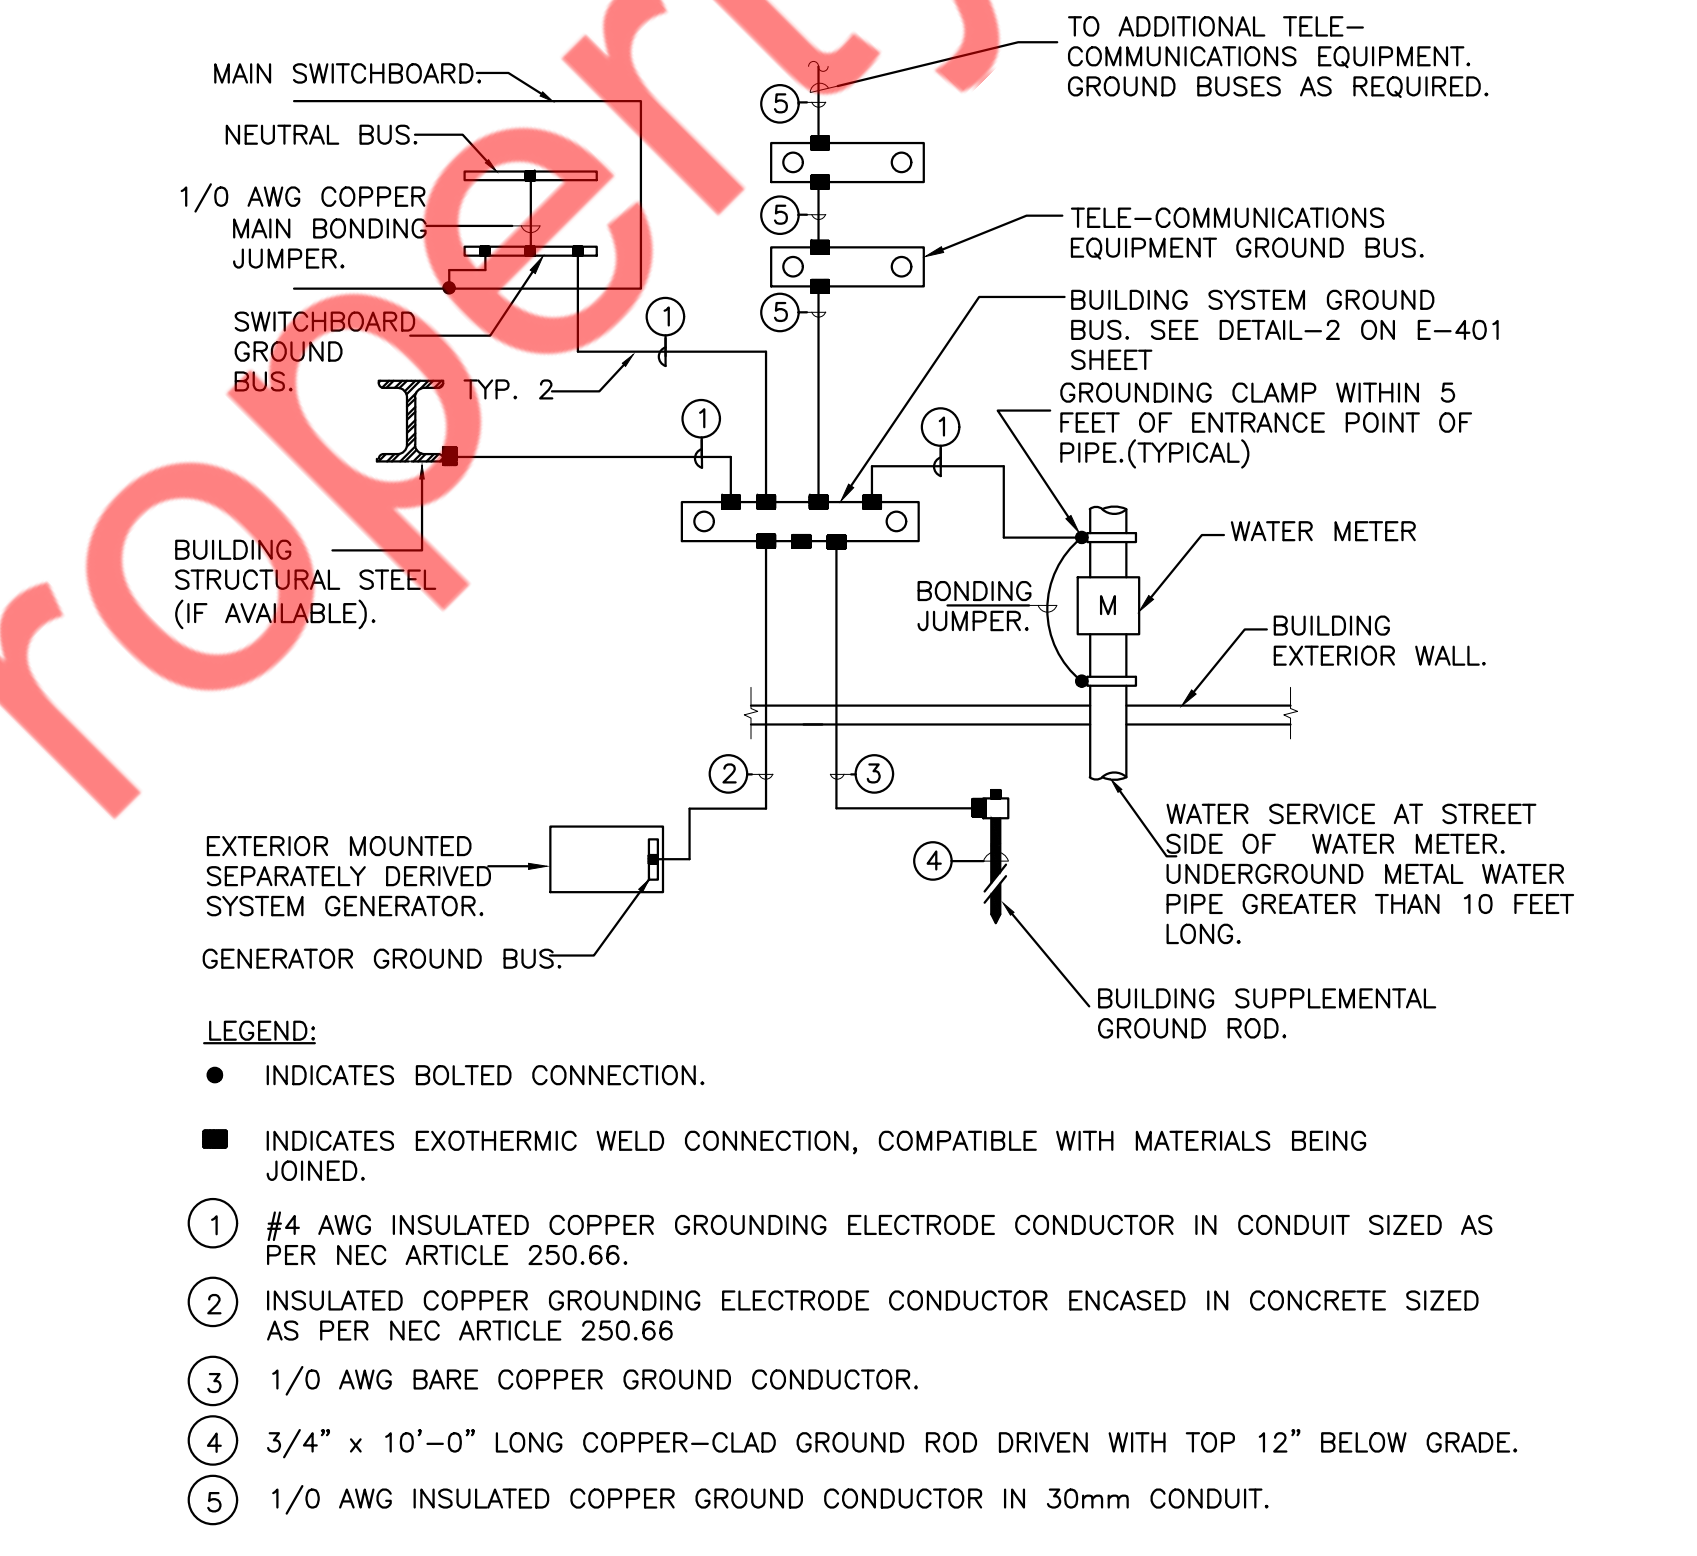 TO ADDITIONAL TELE–
COMMUNICATIONS EQUIPMENT.
GROUND BUSES AS REQUIRED.
MAIN SWITCHBOARD.
NEUTRAL BUS.
1/0 AWG COPPER
MAIN BONDING
JUMPER.
SWITCHBOARD
GROUND
BUS.
TYP. 2
5
5
5
TELE–COMMUNICATIONS
EQUIPMENT GROUND BUS.
BUILDING SYSTEM GROUND
BUS. SEE DETAIL–2 ON E–401
SHEET
GROUNDING CLAMP WITHIN 5
FEET OF ENTRANCE POINT OF
PIPE.(TYPICAL)
1
1
1
WATER METER
M
BONDING
JUMPER.
BUILDING
EXTERIOR WALL.
BUILDING
STRUCTURAL STEEL
(IF AVAILABLE).
2
3
4
EXTERIOR MOUNTED
SEPARATELY DERIVED
SYSTEM GENERATOR.
GENERATOR GROUND BUS.
WATER SERVICE AT STREET
SIDE OF WATER METER.
UNDERGROUND METAL WATER
PIPE GREATER THAN 10 FEET
LONG.
BUILDING SUPPLEMENTAL
GROUND ROD.
LEGEND:
INDICATES BOLTED CONNECTION.
INDICATES EXOTHERMIC WELD CONNECTION, COMPATIBLE WITH MATERIALS BEING
JOINED.
1 #4 AWG INSULATED COPPER GROUNDING ELECTRODE CONDUCTOR IN CONDUIT SIZED AS
PER NEC ARTICLE 250.66.
2 INSULATED COPPER GROUNDING ELECTRODE CONDUCTOR ENCASED IN CONCRETE SIZED
AS PER NEC ARTICLE 250.66
3 1/0 AWG BARE COPPER GROUND CONDUCTOR.
4 3/4” x 10’–0” LONG COPPER–CLAD GROUND ROD DRIVEN WITH TOP 12” BELOW GRADE.
5 1/0 AWG INSULATED COPPER GROUND CONDUCTOR IN 30mm CONDUIT.
ropert